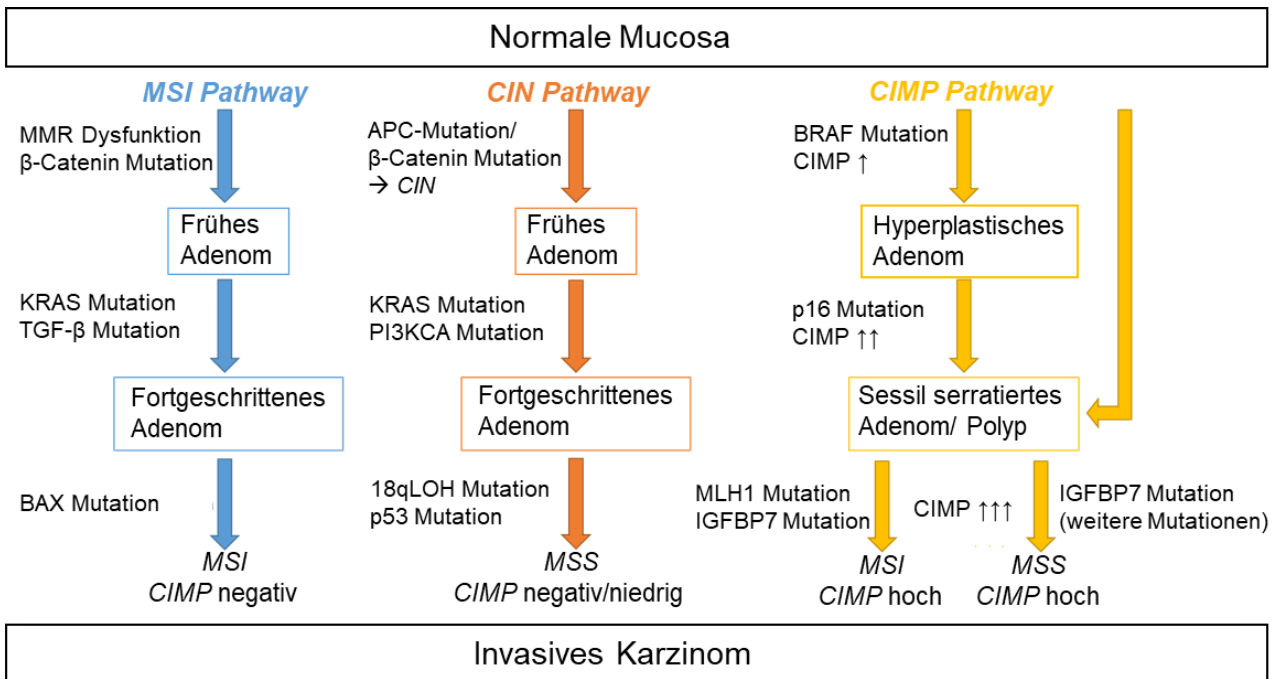 Normale Mucosa
MSI Pathway
MMR Dysfunktion
β-Catenin Mutation
Frühes
Adenom
KRAS Mutation
TGF-β Mutation
Fortgeschrittenes
Adenom
BAX Mutation
MSI
CIMP negativ
CIN Pathway
APC-Mutation/
β-Catenin Mutation
→ CIN
Frühes
Adenom
KRAS Mutation
PI3KCA Mutation
Fortgeschrittenes
Adenom
18qLOH Mutation
p53 Mutation
MSS
CIMP negativ/niedrig
CIMP Pathway
BRAF Mutation
CIMP ↑
Hyperplastisches
Adenom
p16 Mutation
CIMP ↑↑
Sessil serratiertes
Adenom/ Polyp
MLH1 Mutation
IGFBP7 Mutation
CIMP ↑↑↑
IGFBP7 Mutation
(weitere Mutationen)
MSI
CIMP hoch
MSS
CIMP hoch
Invasives Karzinom